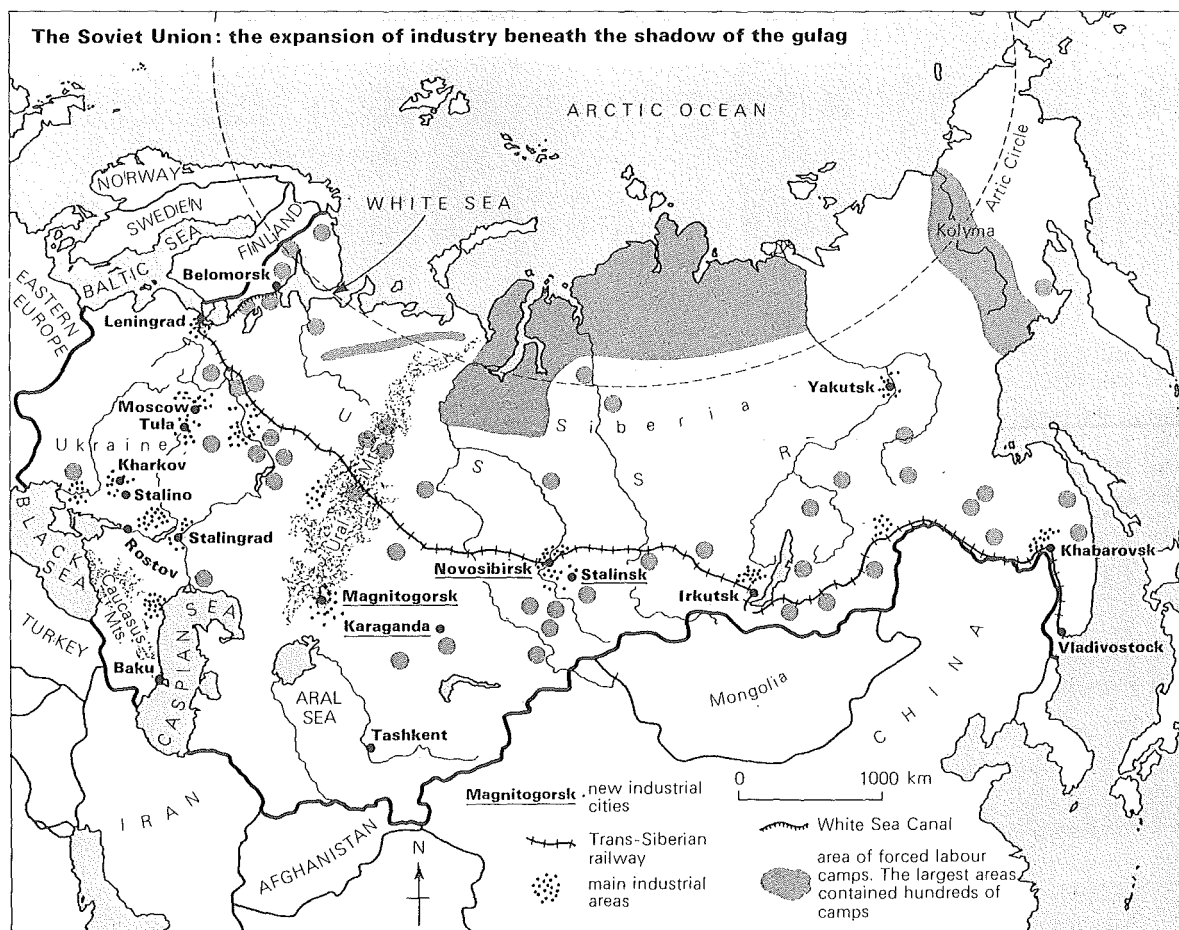 The Soviet Union: the expansion of industry beneath the shadow of the gulag
ARCTIC OCEAN
Artic Circle
NORWAY
SWEDEN
FINLAND
WHITE SEA
BALTIC SEA
EASTERN EUROPE
Belomorsk
Leningrad
Kolyma
Yakutsk
Moscow
Tula
Ukraine
Kharkov
Stalino
Stalingrad
Rostov
BLACK SEA
Caucasus Mts.
TURKEY
CASPIAN SEA
Baku
U S S R
Siberia
Ural Mts
Novosibirsk
Stalinsk
Irkutsk
Khabarovsk
Vladivostock
Magnitogorsk
Karaganda
ARAL SEA
Tashkent
Mongolia
CHINA
IRAN
AFGHANISTAN
N
0 1000 km
Magnitogorsk
new industrial
cities
Trans-Siberian
railway
main industrial
areas
White Sea Canal
area of forced labour
camps. The largest areas
contained hundreds of
camps